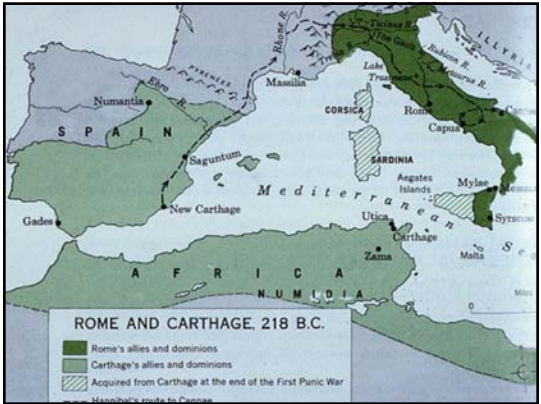 Rhone R.
Ticinus R.
The Gauls
Trebia R.
ILLYRI
Rubicon R.
Metaurus R.
Lake
Trasimene
PYRENEES
Ebro R.
Massilia
Numantia
CORSICA
Rome
Capua
Cannae
SPAIN
Saguntum
SARDINIA
Aegates
Islands
Mylae
Mediterranean
Sea
New Carthage
Gades
Utica
Carthage
Syracuse
Zama
Malta
AFRICA
NUMIDIA
0
ROME AND CARTHAGE, 218 B.C.
Rome's allies and dominions
Carthage's allies and dominions
Acquired from Carthage at the end of the First Punic War
Hannibal's route to Cannae